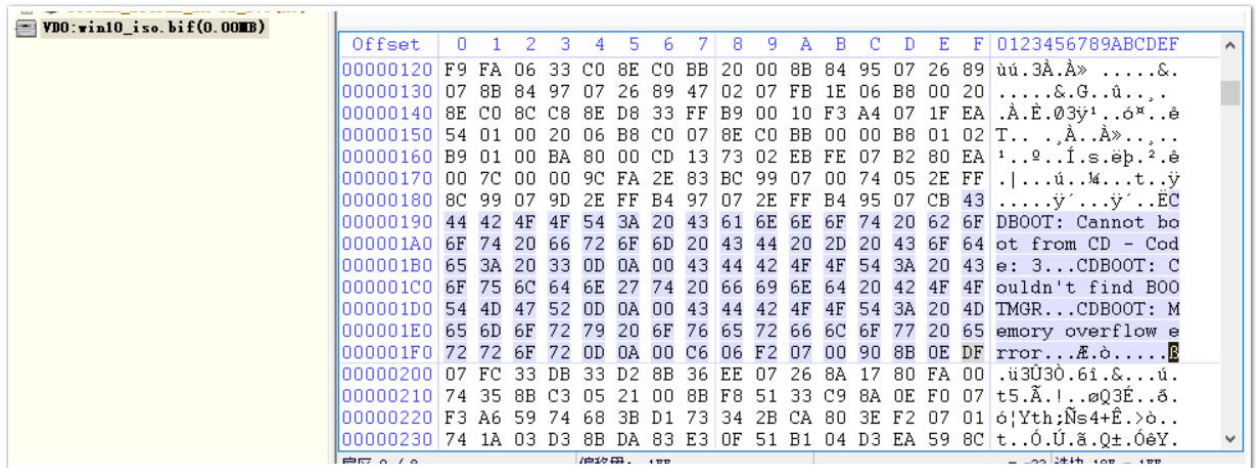 VD0:win10_iso.bif(0.00MB)
Offset 0 1 2 3 4 5 6 7 8 9 A B C D E F 0123456789ABCDEF
00000120 F9 FA 06 33 C0 8E C0 BB 20 00 8B 84 95 07 26 89 ùú.3À.À» .....&.
00000130 07 8B 84 97 07 26 89 47 02 07 FB 1E 06 B8 00 20 .....&.G..û..¸. 
00000140 8E C0 8C C8 8E D8 33 FF B9 00 10 F3 A4 07 1F EA .À.È.Ø3ÿ¹..ó¤..ê
00000150 54 01 00 20 06 B8 C0 07 8E C0 BB 00 00 B8 01 02 T.. .¸À..À»..¸..
00000160 B9 01 00 BA 80 00 CD 13 73 02 EB FE 07 B2 80 EA ¹..º..Í.s.ëþ.².ê
00000170 00 7C 00 00 9C FA 2E 83 BC 99 07 00 74 05 2E FF .|...ú..¼...t..ÿ
00000180 8C 99 07 9D 2E FF B4 97 07 2E FF B4 95 07 CB 43 .....ÿ´...ÿ´..ËC
00000190 44 42 4F 4F 54 3A 20 43 61 6E 6E 6F 74 20 62 6F DBOOT: Cannot bo
000001A0 6F 74 20 66 72 6F 6D 20 43 44 20 2D 20 43 6F 64 ot from CD - Cod
000001B0 65 3A 20 33 0D 0A 00 43 44 42 4F 4F 54 3A 20 43 e: 3...CDBOOT: C
000001C0 6F 75 6C 64 6E 27 74 20 66 69 6E 64 20 42 4F 4F ouldn't find BOO
000001D0 54 4D 47 52 0D 0A 00 43 44 42 4F 4F 54 3A 20 4D TMGR...CDBOOT: M
000001E0 65 6D 6F 72 79 20 6F 76 65 72 66 6C 6F 77 20 65 emory overflow e
000001F0 72 72 6F 72 0D 0A 00 C6 06 F2 07 00 90 8B 0E DF rror...Æ.ò.....ß
00000200 07 FC 33 DB 33 D2 8B 36 EE 07 26 8A 17 80 FA 00 .ü3Û3Ò.6î.&...ú.
00000210 74 35 8B C3 05 21 00 8B F8 51 33 C9 8A 0E F0 07 t5.Ã.!..øQ3É..ð.
00000220 F3 A6 59 74 68 3B D1 73 34 2B CA 80 3E F2 07 01 ó¦Yth;Ñs4+Ê.>ò..
00000230 74 1A 03 D3 8B DA 83 E3 0F 51 B1 04 D3 EA 59 8C t..Ó.Ú.ã.Q±.ÓêY.